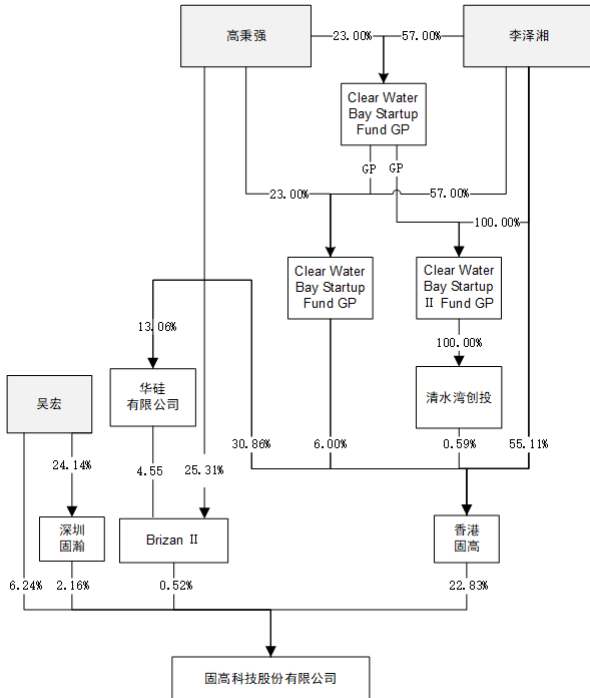 高秉强
23.00%
57.00%
李泽湘
Clear Water
Bay Startup
Fund GP
GP
GP
23.00%
57.00%
100.00%
Clear Water
Bay Startup
Fund GP
Clear Water
Bay Startup
II Fund GP
13.06%
100.00%
吴宏
华硅
有限公司
清水湾创投
24.14%
4.55
25.31%
30.86%
6.00%
0.59%
55.11%
深圳
固瀚
Brizan II
香港
固高
6.24%
2.16%
0.52%
22.83%
固高科技股份有限公司